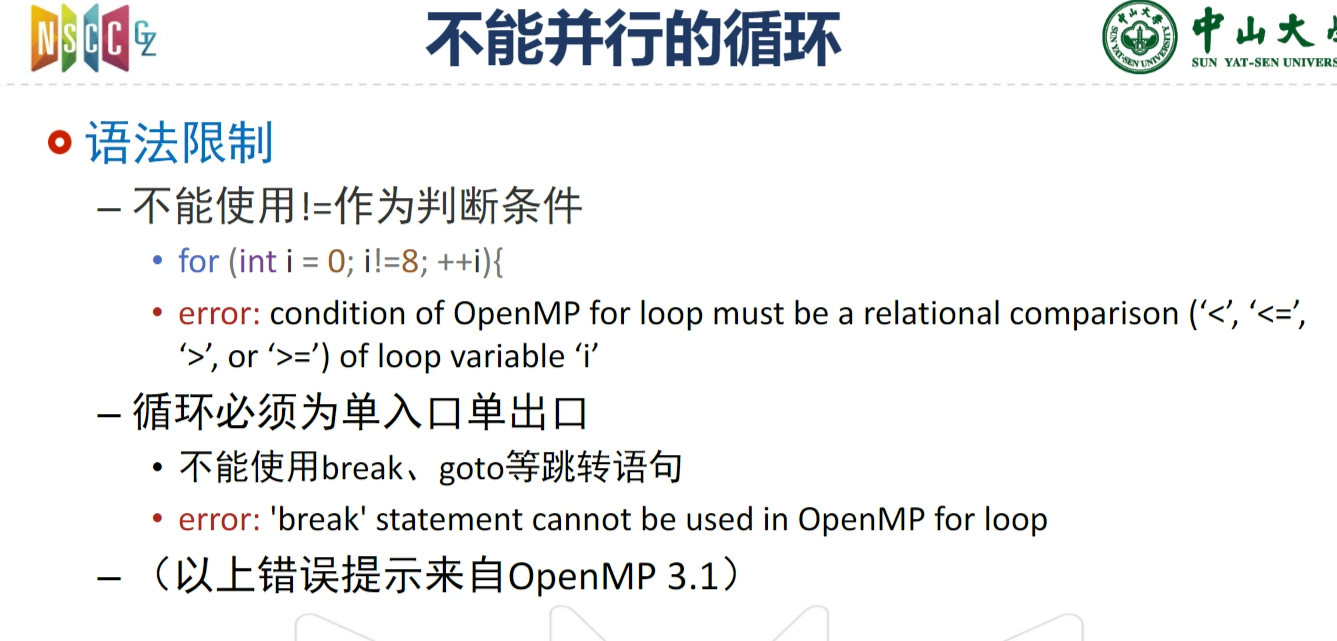 NSCC GZ
不能并行的循环
中山大学
SUN YAT-SEN UNIVERS
SUN YAT-SEN UNIVERSITY
语法限制
– 不能使用!=作为判断条件
• for (int i = 0; i!=8; ++i){
• error: condition of OpenMP for loop must be a relational comparison (‘<’, ‘<=’,
‘>’, or ‘>=’) of loop variable ‘i’
– 循环必须为单入口单出口
• 不能使用break、goto等跳转语句
• error: 'break' statement cannot be used in OpenMP for loop
– （以上错误提示来自OpenMP 3.1）